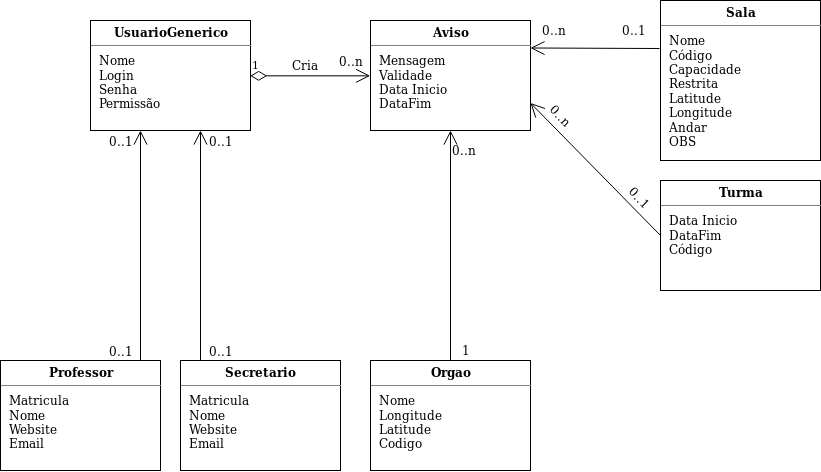 UsuarioGenerico
Nome
Login
Senha
Permissão
1
Cria
0..n
Aviso
Mensagem
Validade
Data Inicio
DataFim
0..n
0..1
Sala
Nome
Código
Capacidade
Restrita
Latitude
Longitude
Andar
OBS
0..n
0..1
Turma
Data Inicio
DataFim
Código
0..1
0..1
0..n
0..1
0..1
1
Professor
Matricula
Nome
Website
Email
Secretario
Matricula
Nome
Website
Email
Orgao
Nome
Longitude
Latitude
Codigo